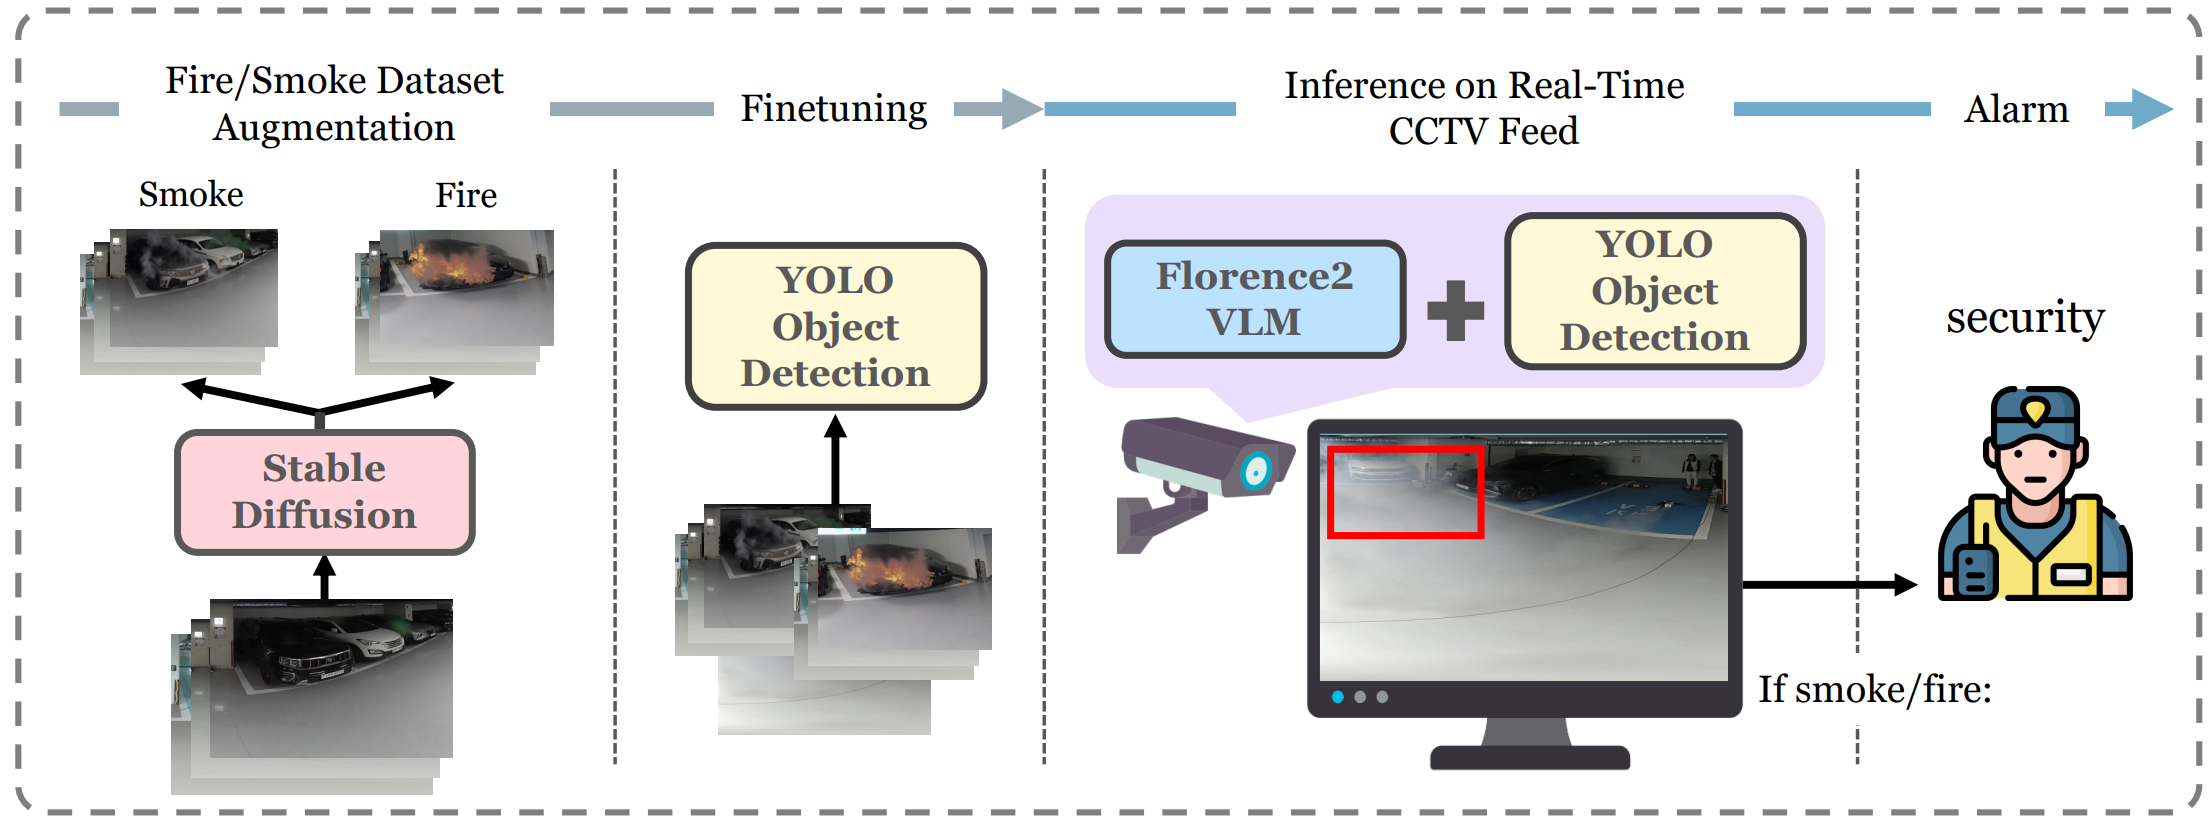 Fire/Smoke Dataset
Augmentation
Finetuning
Inference on Real-Time
CCTV Feed
Alarm
Smoke
Fire
Stable
Diffusion
YOLO
Object
Detection
Florence2
VLM
YOLO
Object
Detection
security
If smoke/fire: